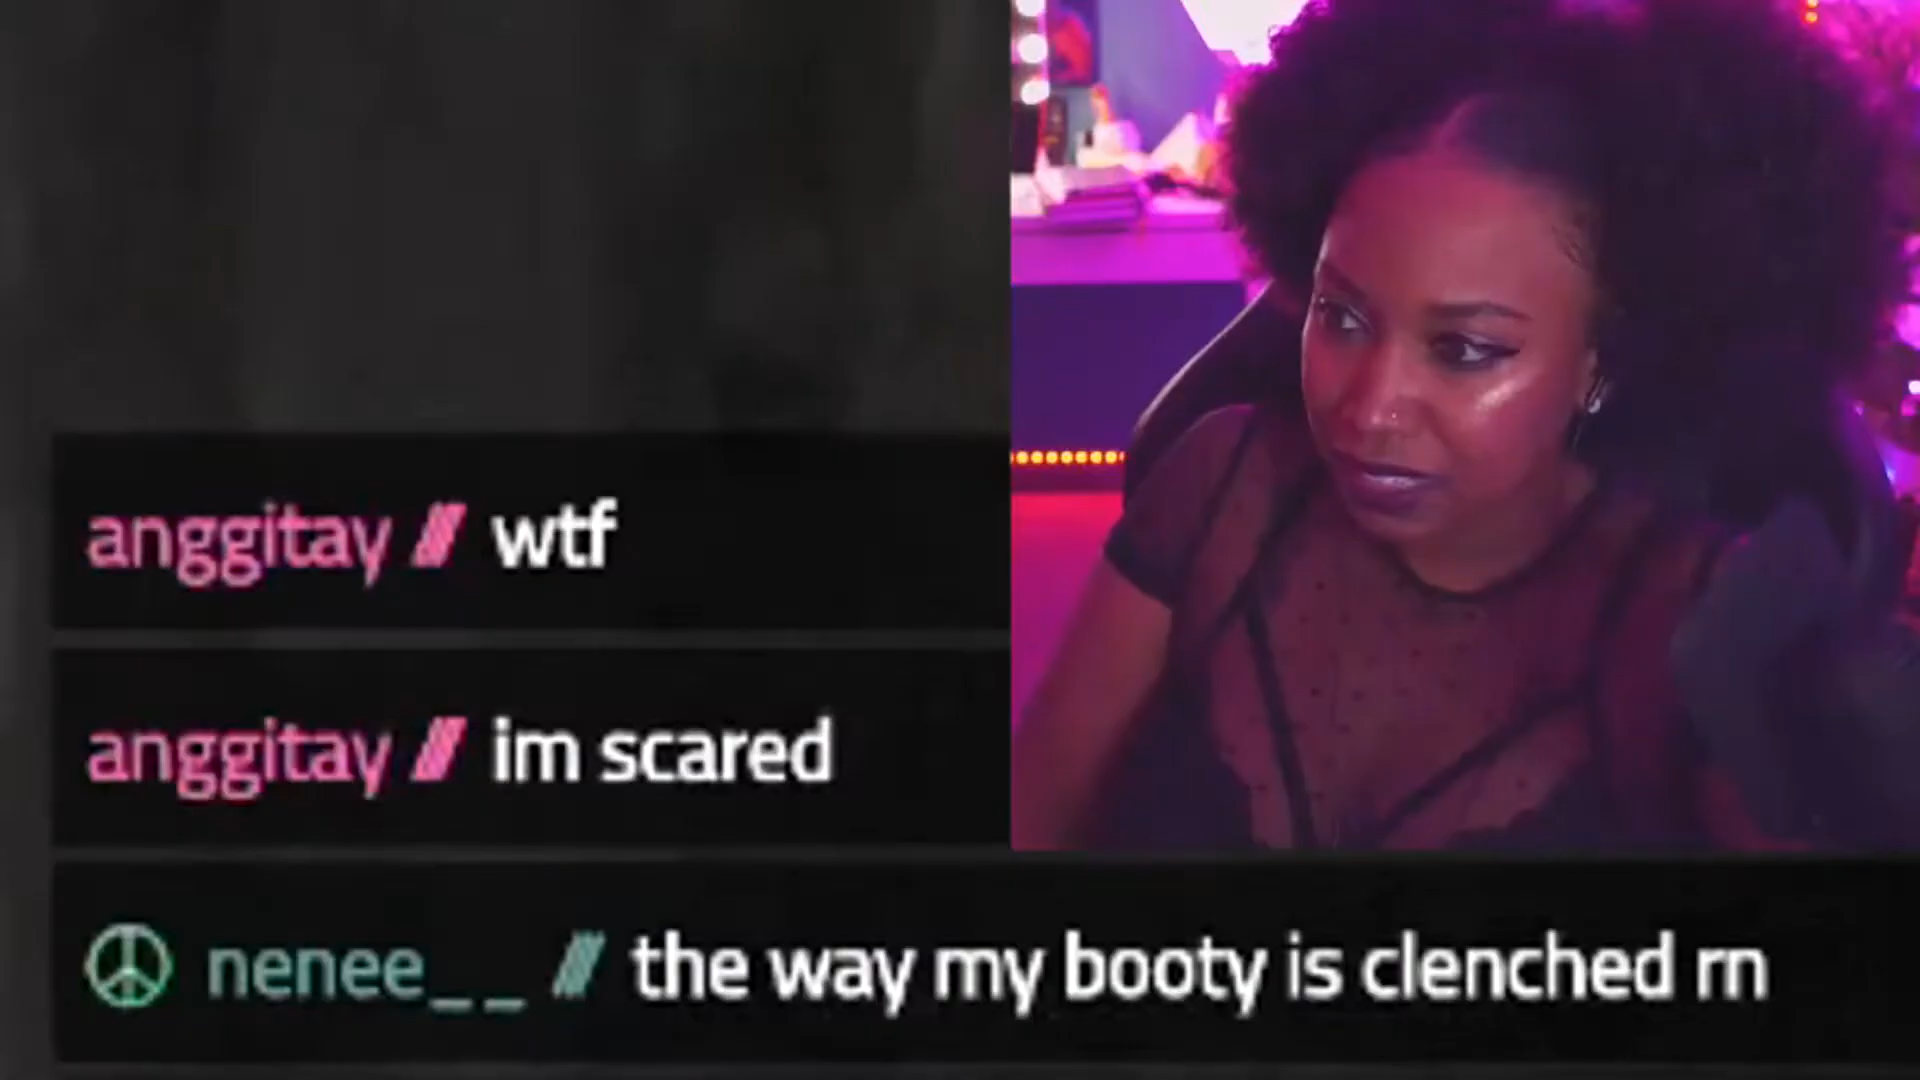 anggitay /// wtf
anggitay /// im scared
nenee__ /// the way my booty is clenched rn